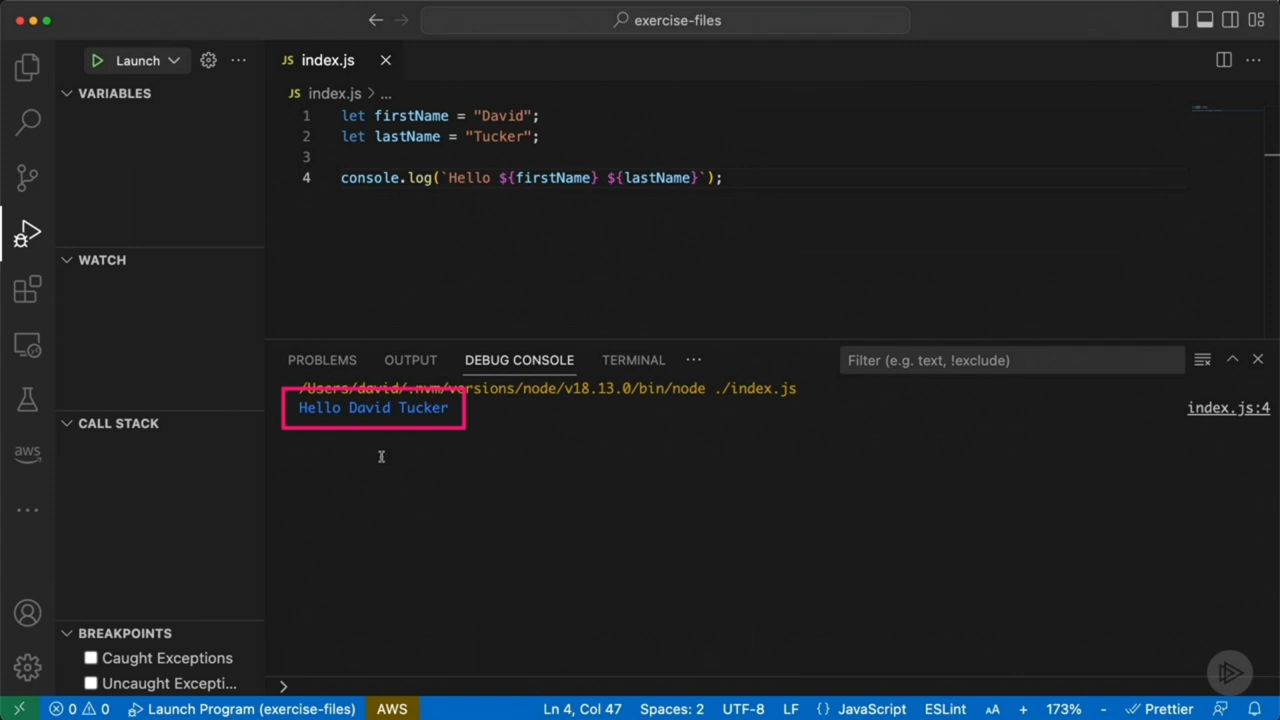 exercise-files
Launch
JS index.js
VARIABLES
JS index.js > ...
1 let firstName = "David";
2 let lastName = "Tucker";
3
4 console.log(`Hello ${firstName} ${lastName}`);
WATCH
PROBLEMS OUTPUT DEBUG CONSOLE TERMINAL ... Filter (e.g. text, !exclude)
/Users/david/.nvm/versions/node/v18.13.0/bin/node ./index.js
Hello David Tucker index.js:4
CALL STACK
aws
BREAKPOINTS
Caught Exceptions
Uncaught Excepti...
>
0 0 Launch Program (exercise-files) AWS Ln 4, Col 47 Spaces: 2 UTF-8 LF {} JavaScript ESLint AA + 173% - Prettier